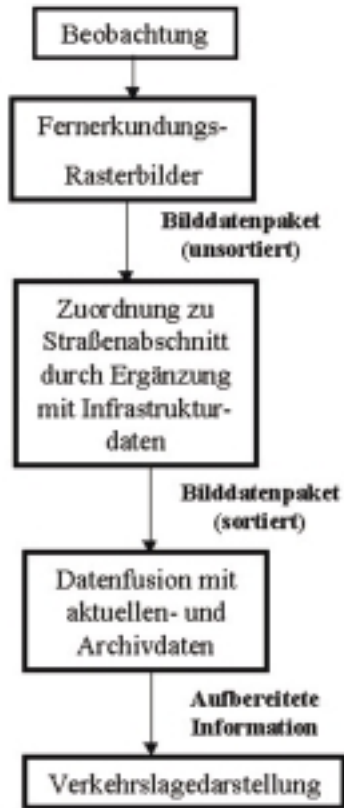 Beobachtung
Fernerkundungs-
Rasterbilder
Bilddatenpaket
(unsortiert)
Zuordnung zu
Straßenabschnitt
durch Ergänzung
mit Infrastruktur-
daten
Bilddatenpaket
(sortiert)
Datenfusion mit
aktuellen- und
Archivdaten
Aufbereitete
Information
Verkehrslagedarstellung